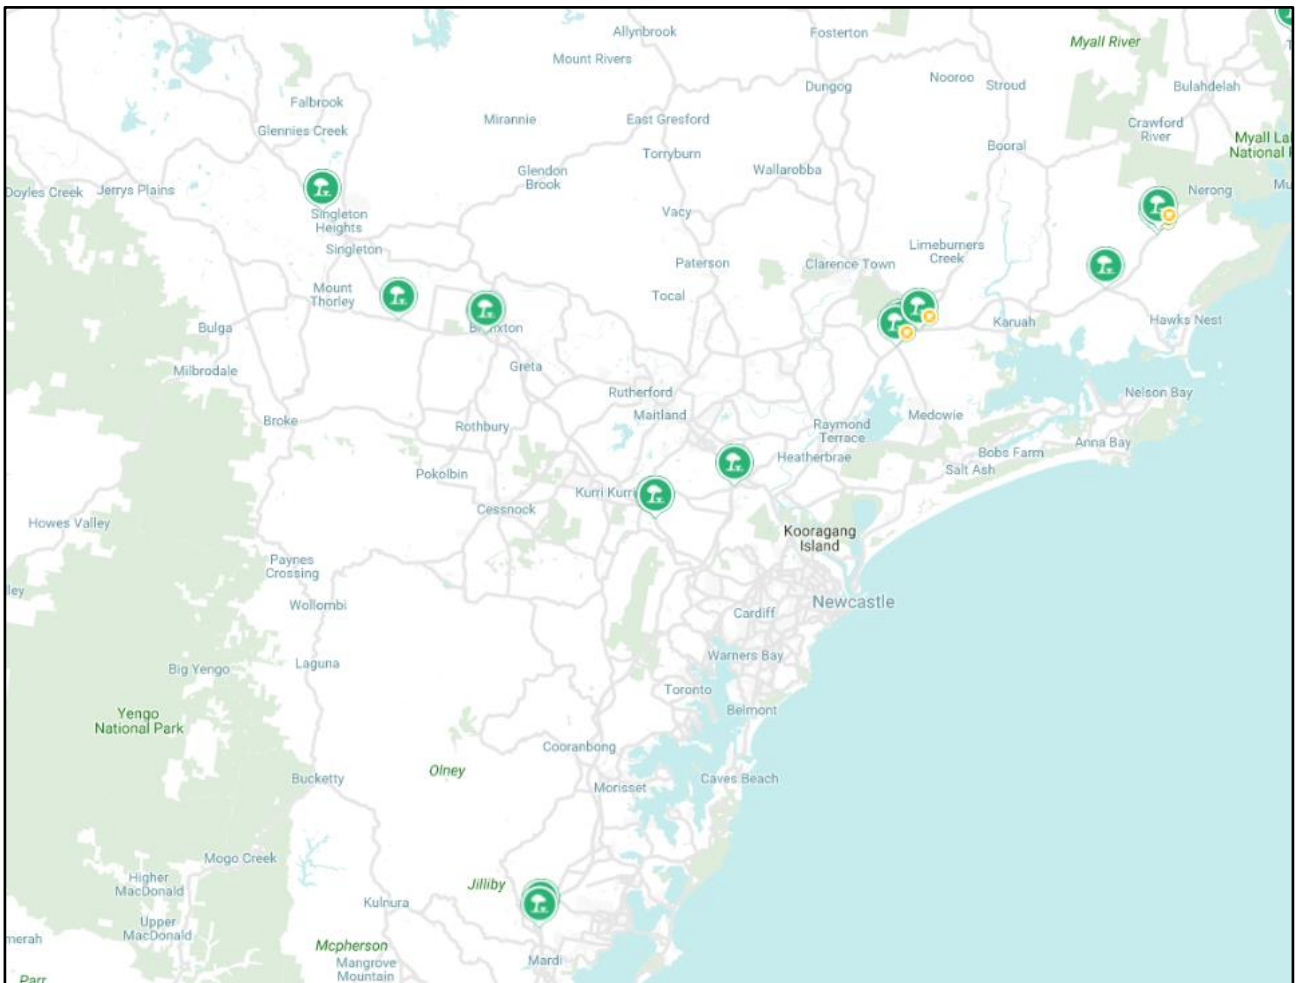 Allynbrook
Fosterton
Myall River
Mount Rivers
Nooroo
Stroud
Dungog
Bulahdelah
Falbrook
Mirannie
East Gresford
Crawford
River
Glennies Creek
Torryburn
Booral
Myall La
National
Glendon
Brook
Wallarobba
Doyles Creek
Jerrys Plains
Nerong
Mu
Singleton
Heights
Vacy
Singleton
Limeburners
Creek
Paterson
Clarence Town
Mount
Thorley
Tocal
Bulga
Karuah
Hawks Nest
Milbrodale
Greta
Rutherford
Nelson Bay
Maitland
Medowie
Broke
Rothbury
Raymond
Terrace
Anna Bay
Heatherbrae
Bobs Farm
Salt Ash
Pokolbin
Kurri Kurr
Cessnock
Howes Valley
Kooragang
Island
Paynes
Crossing
ley
Wollombi
Newcastle
Cardiff
Warners Bay
Laguna
Big Yengo
Toronto
Belmont
Yengo
National Park
Cooranbong
Olney
Bucketty
Caves Beach
Morisset
Mogo Creek
Higher
MacDonald
Jilliby
Kulnura
Upper
MacDonald
merah
Mcpherson
Mangrove
Mountain
Mardi
Parr